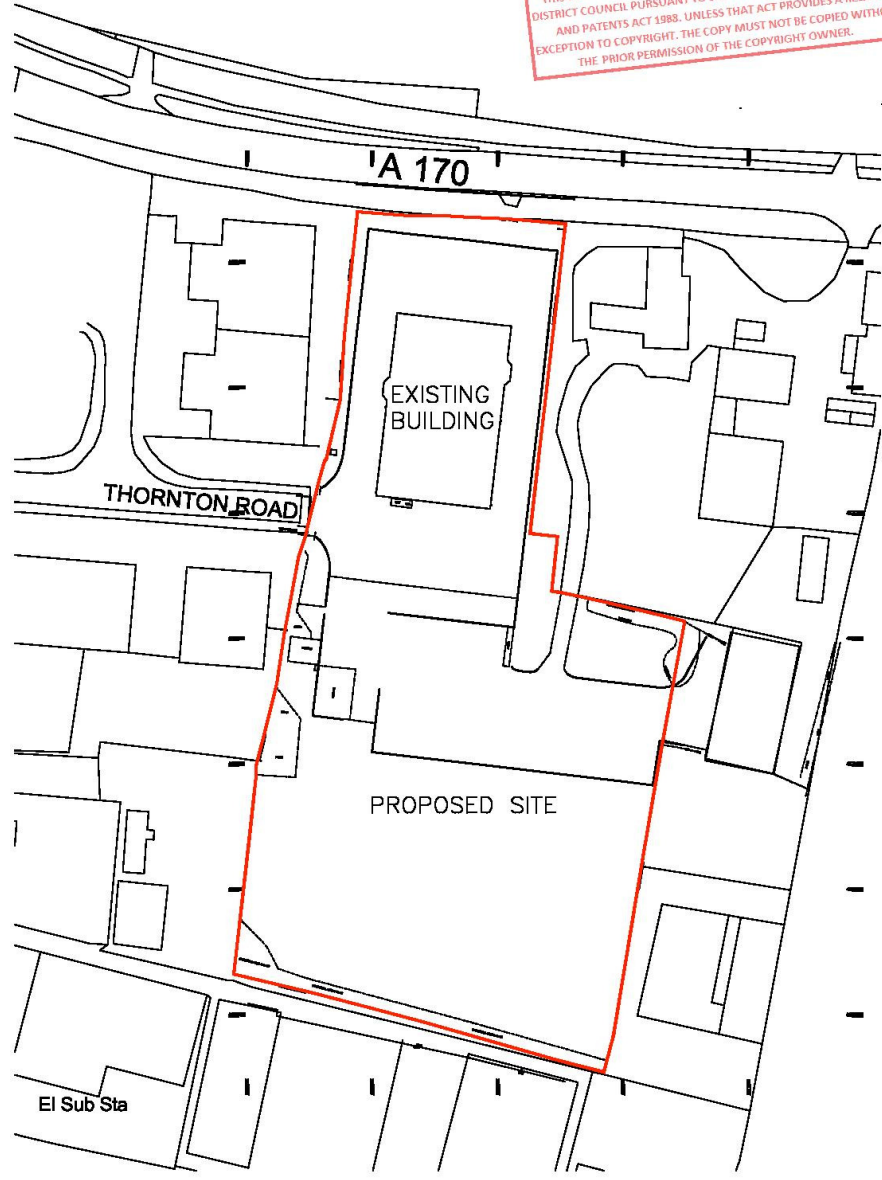 DISTRICT COUNCIL PURSUANT TO
AND PATENTS ACT 1988. UNLESS THAT ACT PROVIDES A
EXCEPTION TO COPYRIGHT. THE COPY MUST NOT BE COPIED
THE PRIOR PERMISSION OF THE COPYRIGHT OWNER.
A 170
EXISTING
BUILDING
THORNTON ROAD
PROPOSED SITE
El Sub Sta